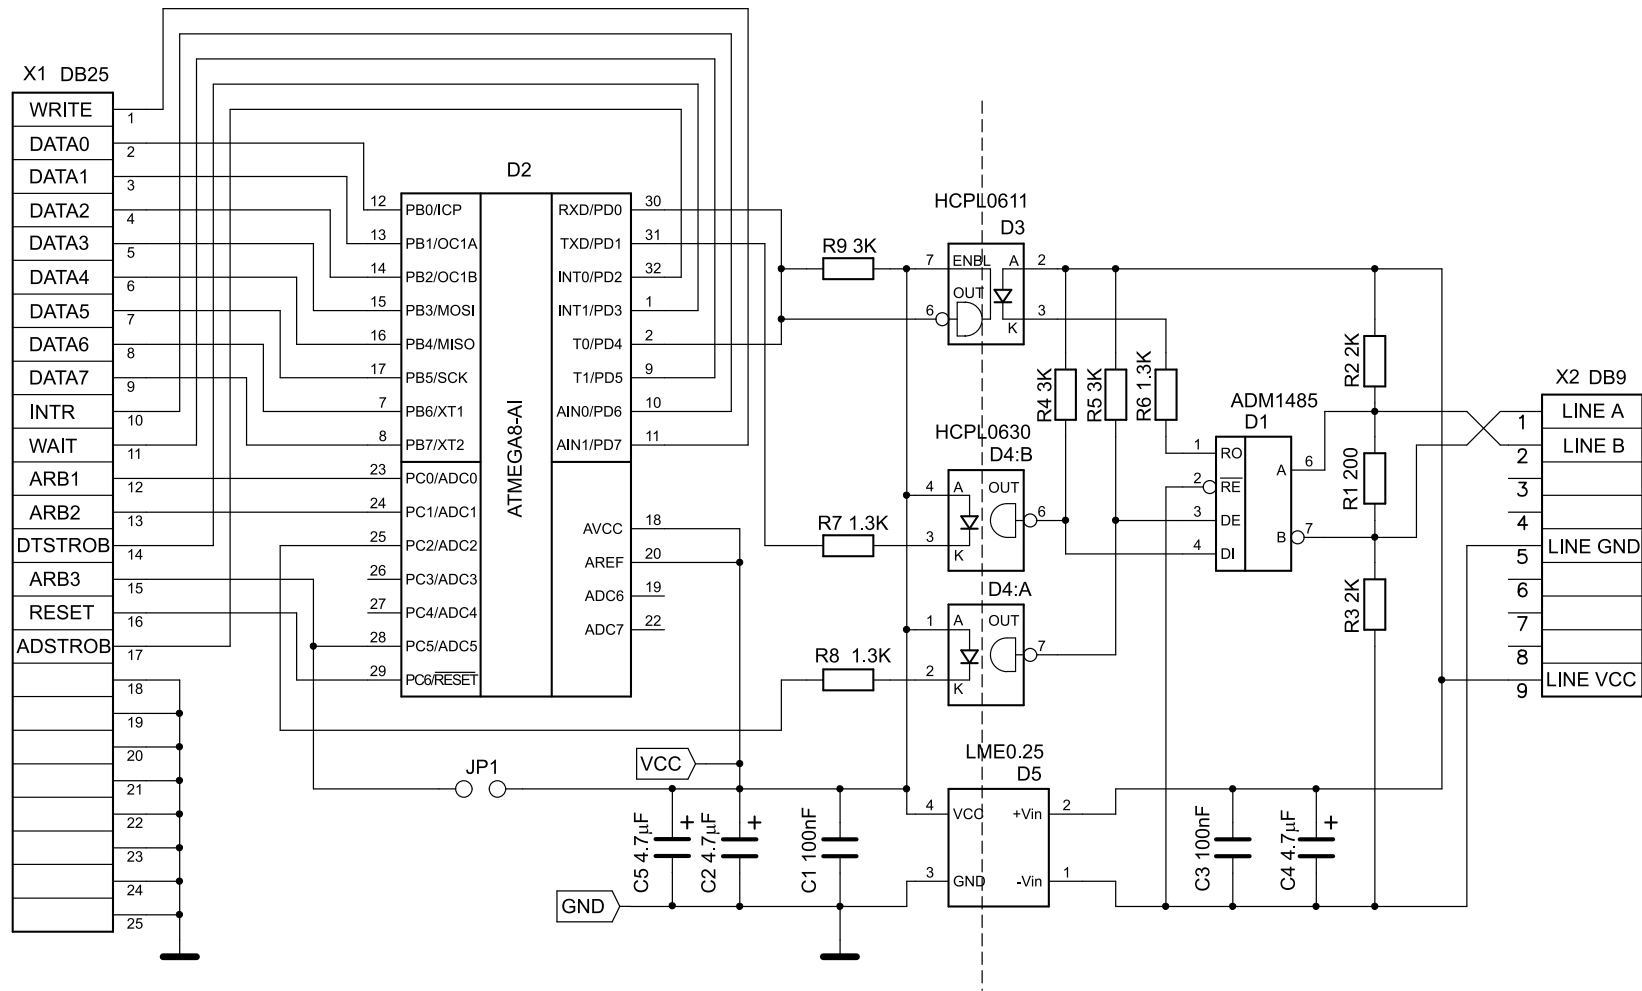 X1 DB25
WRITE 1
DATA0 2
DATA1 3
DATA2 4
DATA3 5
DATA4 6
DATA5 7
DATA6 8
DATA7 9
INTR 10
WAIT 11
ARB1 12
ARB2 13
DTSTROB 14
ARB3 15
RESET 16
ADSTROB 17
18
19
20
21
22
23
24
25
D2
ATMEGA8-AI
12 PB0/ICP
13 PB1/OC1A
14 PB2/OC1B
15 PB3/MOSI
16 PB4/MISO
17 PB5/SCK
7 PB6/XT1
8 PB7/XT2
23 PC0/ADC0
24 PC1/ADC1
25 PC2/ADC2
26 PC3/ADC3
27 PC4/ADC4
28 PC5/ADC5
29 PC6/RESET
RXD/PD0 30
TXD/PD1 31
INT0/PD2 32
INT1/PD3 1
T0/PD4 2
T1/PD5 9
AIN0/PD6 10
AIN1/PD7 11
AVCC 18
AREF 20
ADC6 19
ADC7 22
JP1
VCC
GND
C5 4.7µF +
C2 4.7µF +
C1 100nF
R9 3K
R7 1.3K
R8 1.3K
HCPL0611
D3
7 ENBL A 2
6 OUT K 3
HCPL0630
D4:B
4 A OUT 6
3 K
D4:A
1 A OUT 7
2 K
LME0.25
D5
4 VCC +Vin 2
3 GND -Vin 1
R4 3K
R5 3K
R6 1.3K
ADM1485
D1
1 RO
2 RE
3 DE
4 DI
A 6
B 7
R2 2K
R1 200
R3 2K
C3 100nF
C4 4.7µF +
X2 DB9
1 LINE A
2 LINE B
3
4
5 LINE GND
6
7
8
9 LINE VCC